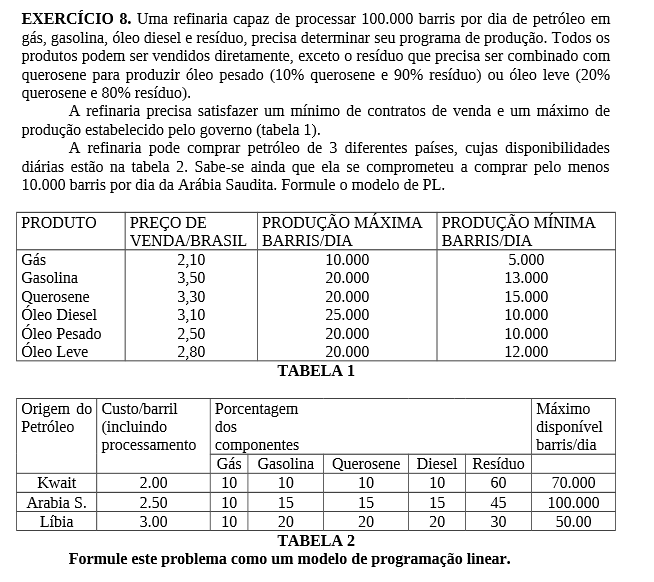 EXERCÍCIO 8. Uma refinaria capaz de processar 100.000 barris por dia de petróleo em
gás, gasolina, óleo diesel e resíduo, precisa determinar seu programa de produção. Todos os
produtos podem ser vendidos diretamente, exceto o resíduo que precisa ser combinado com
querosene para produzir óleo pesado (10% querosene e 90% resíduo) ou óleo leve (20%
querosene e 80% resíduo).
A refinaria precisa satisfazer um mínimo de contratos de venda e um máximo de
produção estabelecido pelo governo (tabela 1).
A refinaria pode comprar petróleo de 3 diferentes países, cujas disponibilidades
diárias estão na tabela 2. Sabe-se ainda que ela se comprometeu a comprar pelo menos
10.000 barris por dia da Arábia Saudita. Formule o modelo de PL.
PRODUTO PREÇO DE PRODUÇÃO MÁXIMA PRODUÇÃO MÍNIMA
VENDA/BRASIL BARRIS/DIA BARRIS/DIA
Gás 2,10 10.000 5.000
Gasolina 3,50 20.000 13.000
Querosene 3,30 20.000 15.000
Óleo Diesel 3,10 25.000 10.000
Óleo Pesado 2,50 20.000 10.000
Óleo Leve 2,80 20.000 12.000
TABELA 1
Origem do Custo/barril Porcentagem Máximo
Petróleo (incluindo dos disponível
processamento componentes barris/dia
Gás Gasolina Querosene Diesel Resíduo
Kwait 2.00 10 10 10 10 60 70.000
Arabia S. 2.50 10 15 15 15 45 100.000
Líbia 3.00 10 20 20 20 30 50.00
TABELA 2
Formule este problema como um modelo de programação linear.